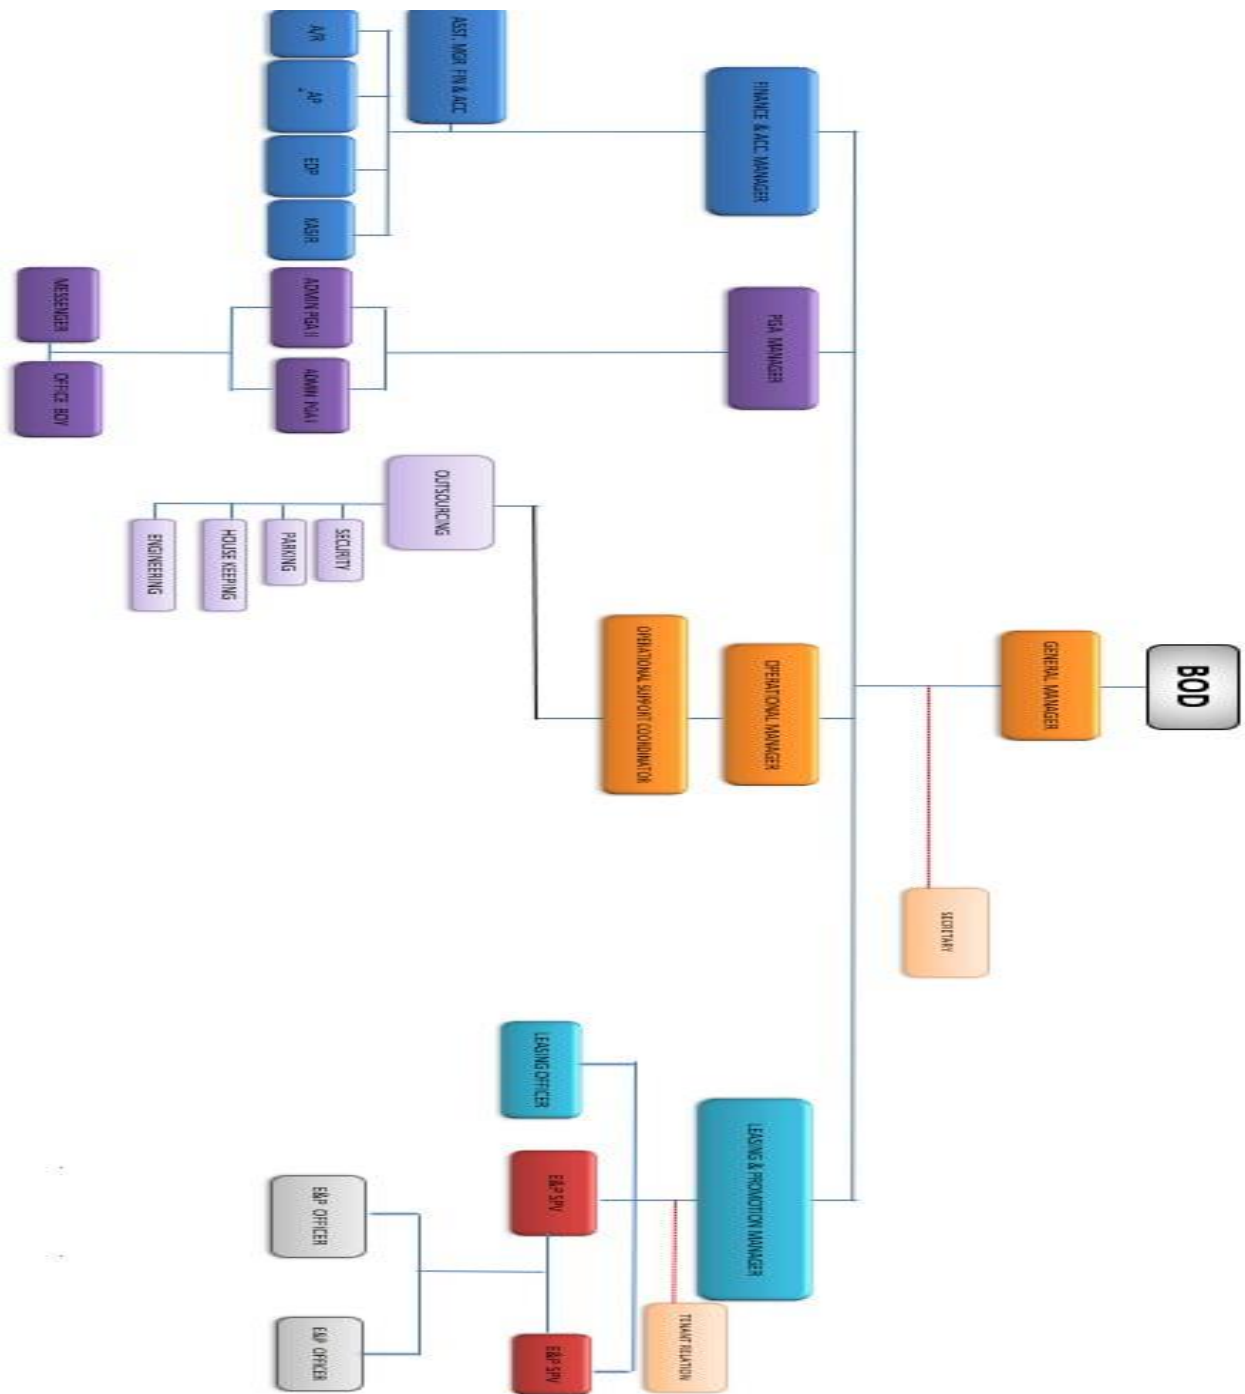 BOD
GENERAL MANAGER
SECRETARY
FINANCE & ACC. MANAGER
PGA MANAGER
OPERATIONAL MANAGER
LEASING & PROMOTION MANAGER
TENANT RELATION
OPERATIONAL SUPPORT COORDINATOR
ASST. MGR FIN & ACC
OUTSOURCING
LEASING OFFICER
E&P SPV
E&P SPV
A/R
AP
EDP
KASIR
ADMIN PGA II
ADMIN PGA I
SECURITY
PARKING
HOUSE KEEPING
ENGINEERING
E&P OFFICER
E&P OFFICER
MESSENGER
OFFICE BOY